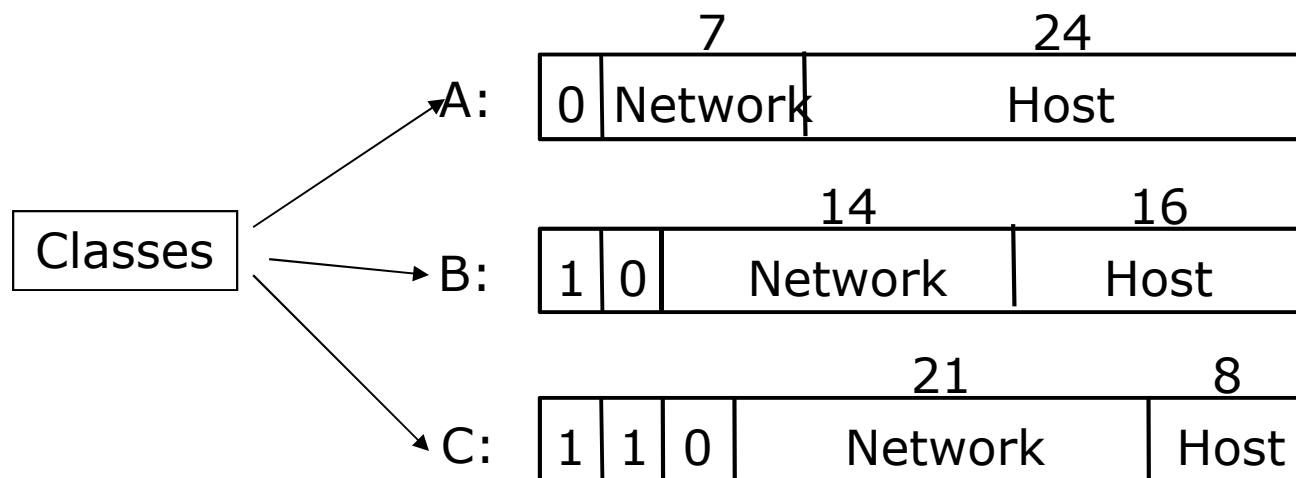 7 24
A: 0 Network Host
14 16
Classes
B: 1 0 Network Host
21 8
C: 1 1 0 Network Host